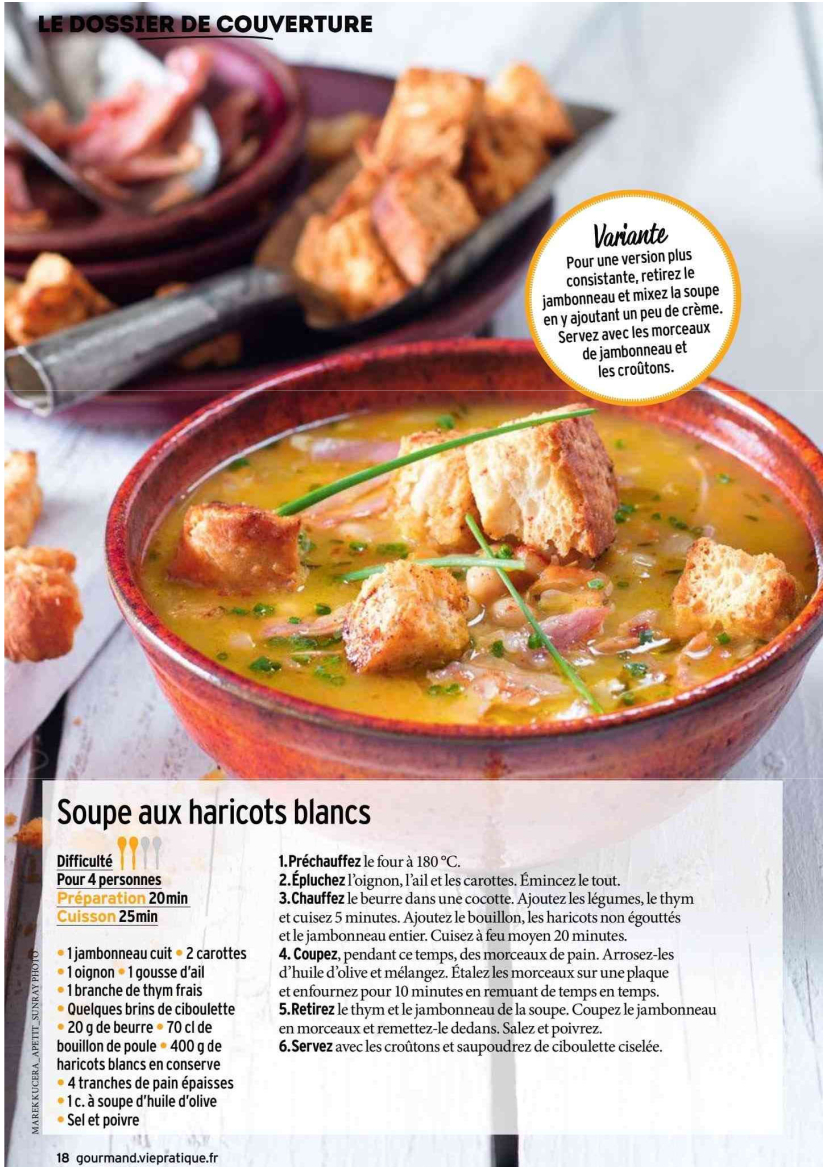 LE DOSSIER DE COUVERTURE
Variante
Pour une version plus
consistante, retirez le
jambonneau et mixez la soupe
en y ajoutant un peu de crème.
Servez avec les morceaux
de jambonneau et
les croûtons.
Soupe aux haricots blancs
Difficulté
Pour 4 personnes
Préparation 20min
Cuisson 25min
• 1 jambonneau cuit • 2 carottes
• 1 oignon • 1 gousse d'ail
• 1 branche de thym frais
• Quelques brins de ciboulette
• 20 g de beurre • 70 cl de
bouillon de poule • 400 g de
haricots blancs en conserve
• 4 tranches de pain épaisses
• 1 c. à soupe d'huile d'olive
• Sel et poivre
1.Préchauffez le four à 180 °C.
2.Épluchez l'oignon, l'ail et les carottes. Émincez le tout.
3.Chauffez le beurre dans une cocotte. Ajoutez les légumes, le thym
et cuisez 5 minutes. Ajoutez le bouillon, les haricots non égouttés
et le jambonneau entier. Cuisez à feu moyen 20 minutes.
4. Coupez, pendant ce temps, des morceaux de pain. Arrosez-les
d'huile d'olive et mélangez. Étalez les morceaux sur une plaque
et enfournez pour 10 minutes en remuant de temps en temps.
5.Retirez le thym et le jambonneau de la soupe. Coupez le jambonneau
en morceaux et remettez-le dedans. Salez et poivrez.
6.Servez avec les croûtons et saupoudrez de ciboulette ciselée.
MAREK KUCERA_APETIT_SUNRAY PHOTO
18 gourmand.viepratique.fr